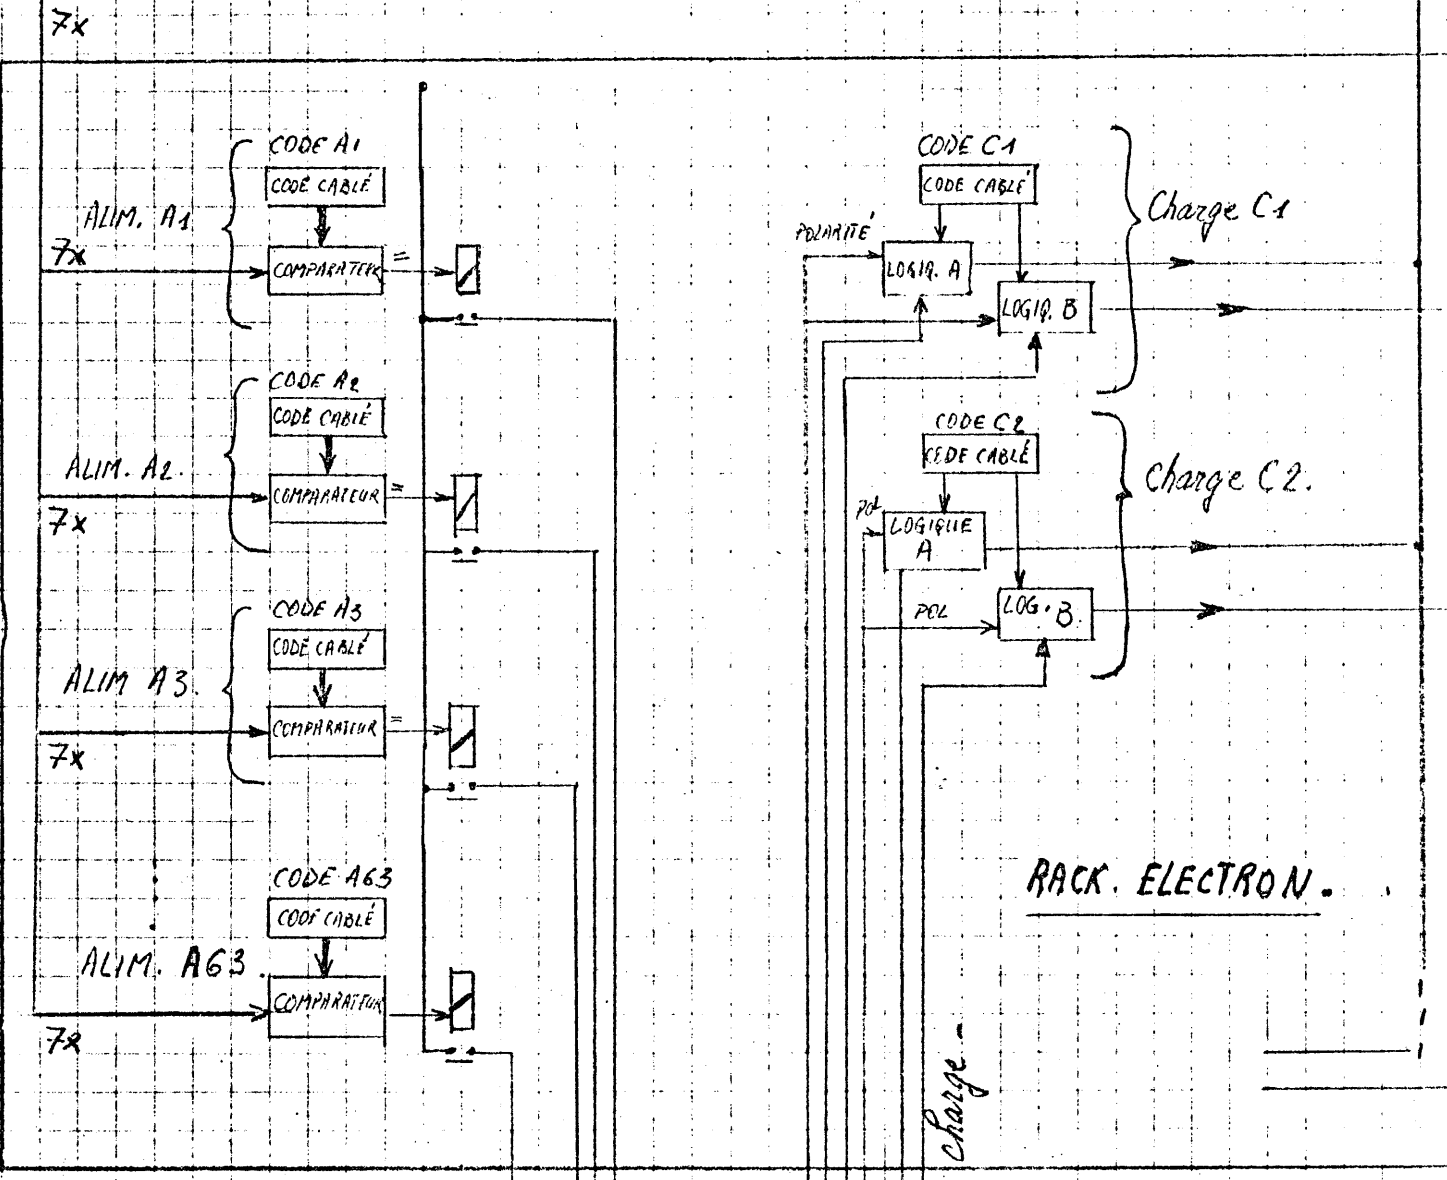 7x
CODE A1
CODE CABLÉ
ALIM. A1
7x
COMPARATEUR
=
CODE A2
CODE CABLÉ
ALIM. A2.
7x
COMPARATEUR
=
CODE A3
CODE CABLÉ
ALIM A3.
7x
COMPARATEUR
=
CODE A63
CODE CABLÉ
ALIM. A63.
7x
COMPARATEUR
CODE C1
CODE CABLÉ
Charge C1
POLARITÉ
LOGIQ. A
LOGIQ. B
CODE C2
CODE CABLÉ
Charge C2.
POL
LOGIQUE
A
POL
LOG. B.
RACK. ELECTRON.
Charge.